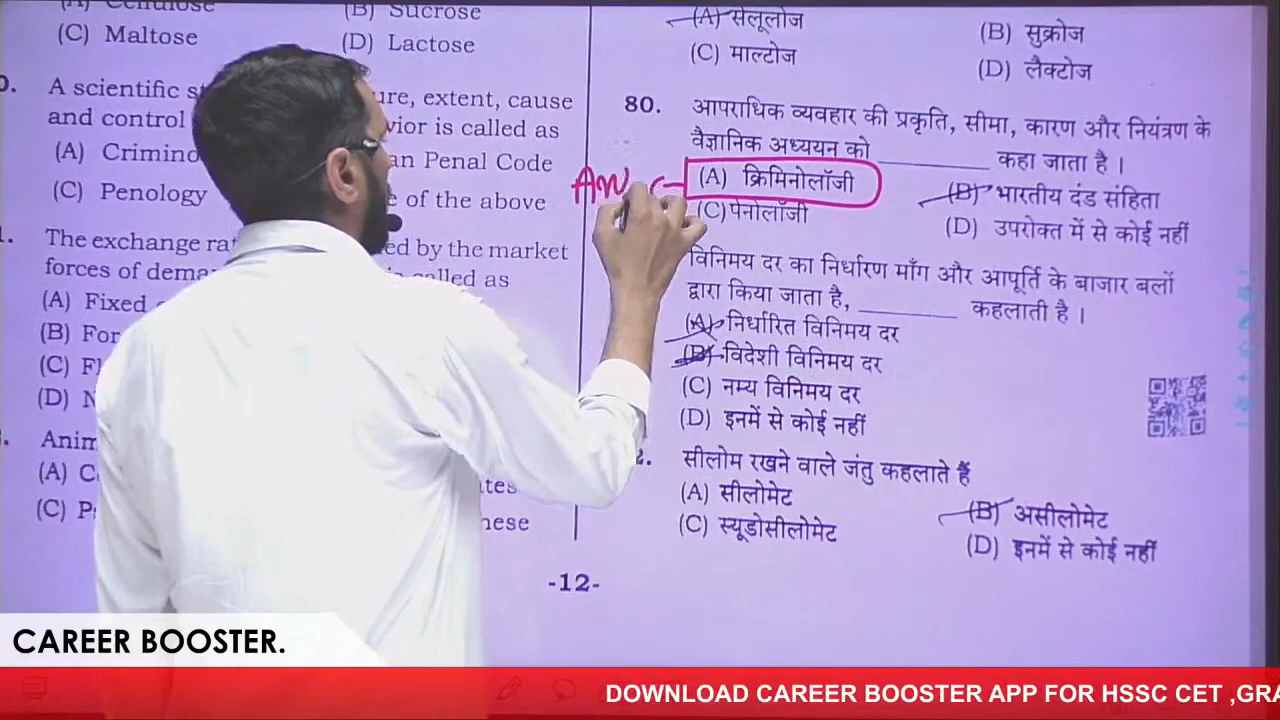 (B) Sucrose
(C) Maltose
(D) Lactose
A scientific
ure, extent, cause
and control
vior is called as
(A) Crimino
an Penal Code
(C) Penology
e of the above
The exchange ra
ed by the market
forces of dema
called as
(A) Fixed
(B) For
(C) Fl
(D) N
Anim
(A) C
(C) P
ates
hese
(A) सेलूलोज
(B) सुक्रोज
(C) माल्टोज
(D) लैक्टोज
80. आपराधिक व्यवहार की प्रकृति, सीमा, कारण और नियंत्रण के
वैज्ञानिक अध्ययन को __________ कहा जाता है ।
Ans
(A) क्रिमिनोलॉजी
(B) भारतीय दंड संहिता
(C) पेनोलॉजी
(D) उपरोक्त में से कोई नहीं
विनिमय दर का निर्धारण माँग और आपूर्ति के बाजार बलों
द्वारा किया जाता है, __________ कहलाती है ।
(A) निर्धारित विनिमय दर
(B) विदेशी विनिमय दर
(C) नम्य विनिमय दर
(D) इनमें से कोई नहीं
2. सीलोम रखने वाले जंतु कहलाते हैं
(A) सीलोमेट
(B) असीलोमेट
(C) स्यूडोसीलोमेट
(D) इनमें से कोई नहीं
-12-
CAREER BOOSTER.
DOWNLOAD CAREER BOOSTER APP FOR HSSC CET ,GRA